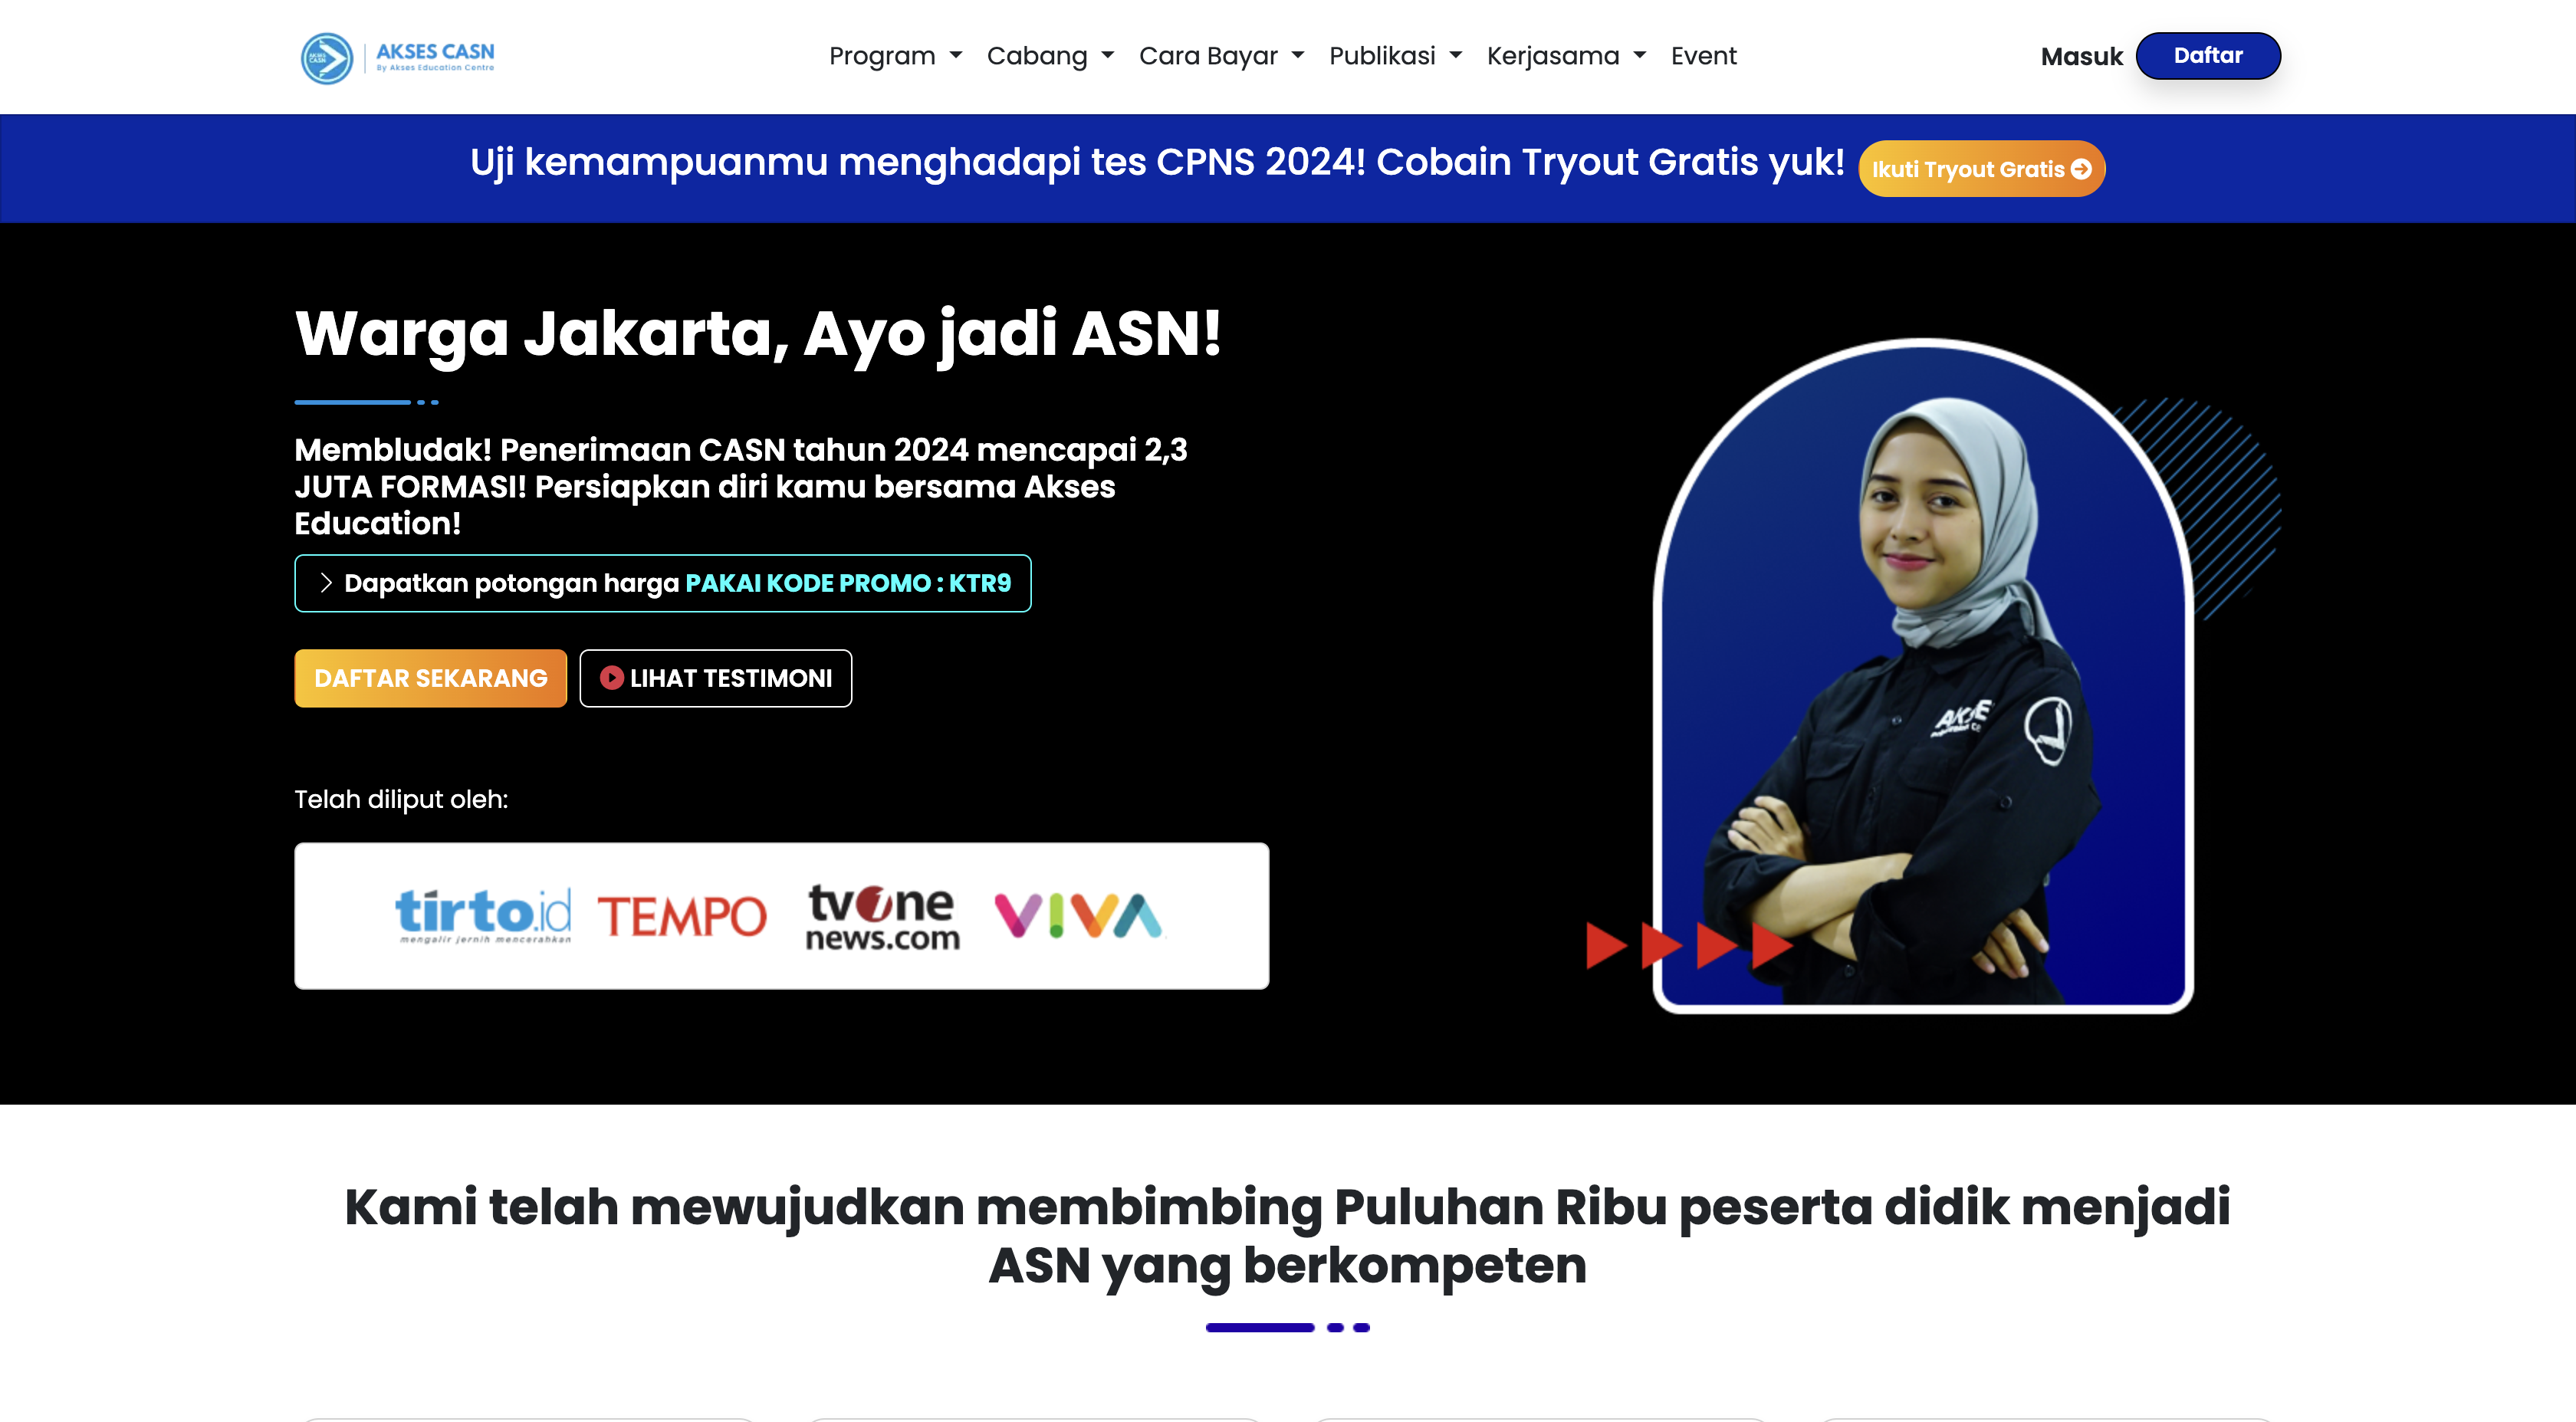 AKSES CASN
AKSES CASN
By Akses Education Centre
Program
Cabang
Cara Bayar
Publikasi
Kerjasama
Event
Masuk
Daftar
Uji kemampuanmu menghadapi tes CPNS 2024! Cobain Tryout Gratis yuk!
Ikuti Tryout Gratis
Warga Jakarta, Ayo jadi ASN!
Membludak! Penerimaan CASN tahun 2024 mencapai 2,3
JUTA FORMASI! Persiapkan diri kamu bersama Akses
Education!
Dapatkan potongan harga PAKAI KODE PROMO : KTR9
DAFTAR SEKARANG
LIHAT TESTIMONI
Telah diliput oleh:
tirto.id
mengalir jernih mencerahkan
TEMPO
tvOne
news.com
VIVA
Kami telah mewujudkan membimbing Puluhan Ribu peserta didik menjadi
ASN yang berkompeten